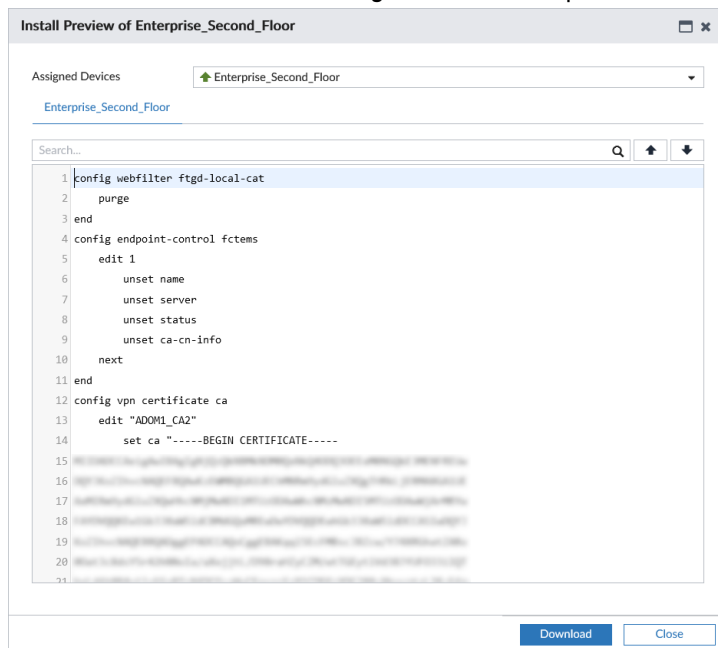 Install Preview of Enterprise_Second_Floor
Assigned Devices
Enterprise_Second_Floor
Enterprise_Second_Floor
Search...
1 config webfilter ftgd-local-cat
2 purge
3 end
4 config endpoint-control fctems
5 edit 1
6 unset name
7 unset server
8 unset status
9 unset ca-cn-info
10 next
11 end
12 config vpn certificate ca
13 edit "ADOM1_CA2"
14 set ca "-----BEGIN CERTIFICATE-----
15
16
17
18
19
20
21
Download
Close